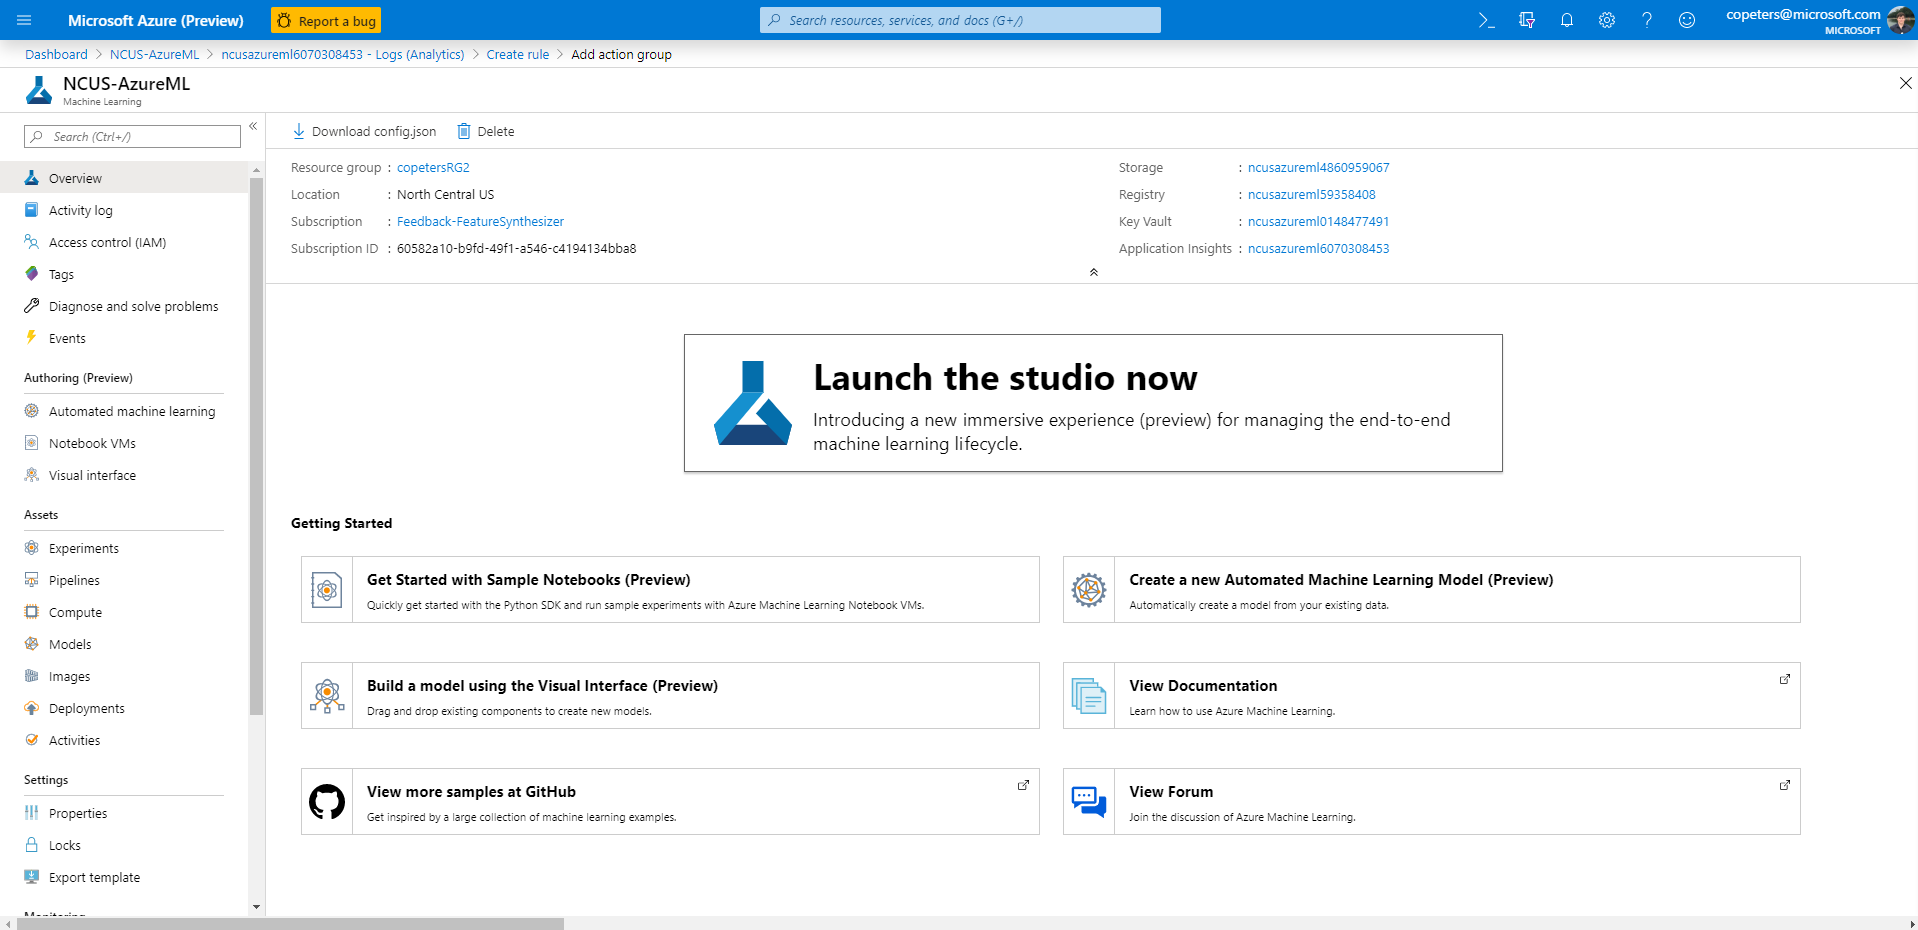 Microsoft Azure (Preview)
Report a bug
Search resources, services, and docs (G+/)
copeters@microsoft.com
MICROSOFT
Dashboard > NCUS-AzureML > ncusazureml6070308453 - Logs (Analytics) > Create rule > Add action group
NCUS-AzureML
Machine Learning
Search (Ctrl+/)
Overview
Activity log
Access control (IAM)
Tags
Diagnose and solve problems
Events
Authoring (Preview)
Automated machine learning
Notebook VMs
Visual interface
Assets
Experiments
Pipelines
Compute
Models
Images
Deployments
Activities
Settings
Properties
Locks
Export template
Monitoring
Download config.json
Delete
Resource group : copetersRG2
Location : North Central US
Subscription : Feedback-FeatureSynthesizer
Subscription ID : 60582a10-b9fd-49f1-a546-c4194134bba8
Storage : ncusazureml4860959067
Registry : ncusazureml59358408
Key Vault : ncusazureml0148477491
Application Insights : ncusazureml6070308453
Launch the studio now
Introducing a new immersive experience (preview) for managing the end-to-end
machine learning lifecycle.
Getting Started
Get Started with Sample Notebooks (Preview)
Quickly get started with the Python SDK and run sample experiments with Azure Machine Learning Notebook VMs.
Create a new Automated Machine Learning Model (Preview)
Automatically create a model from your existing data.
Build a model using the Visual Interface (Preview)
Drag and drop existing components to create new models.
View Documentation
Learn how to use Azure Machine Learning.
View more samples at GitHub
Get inspired by a large collection of machine learning examples.
View Forum
Join the discussion of Azure Machine Learning.